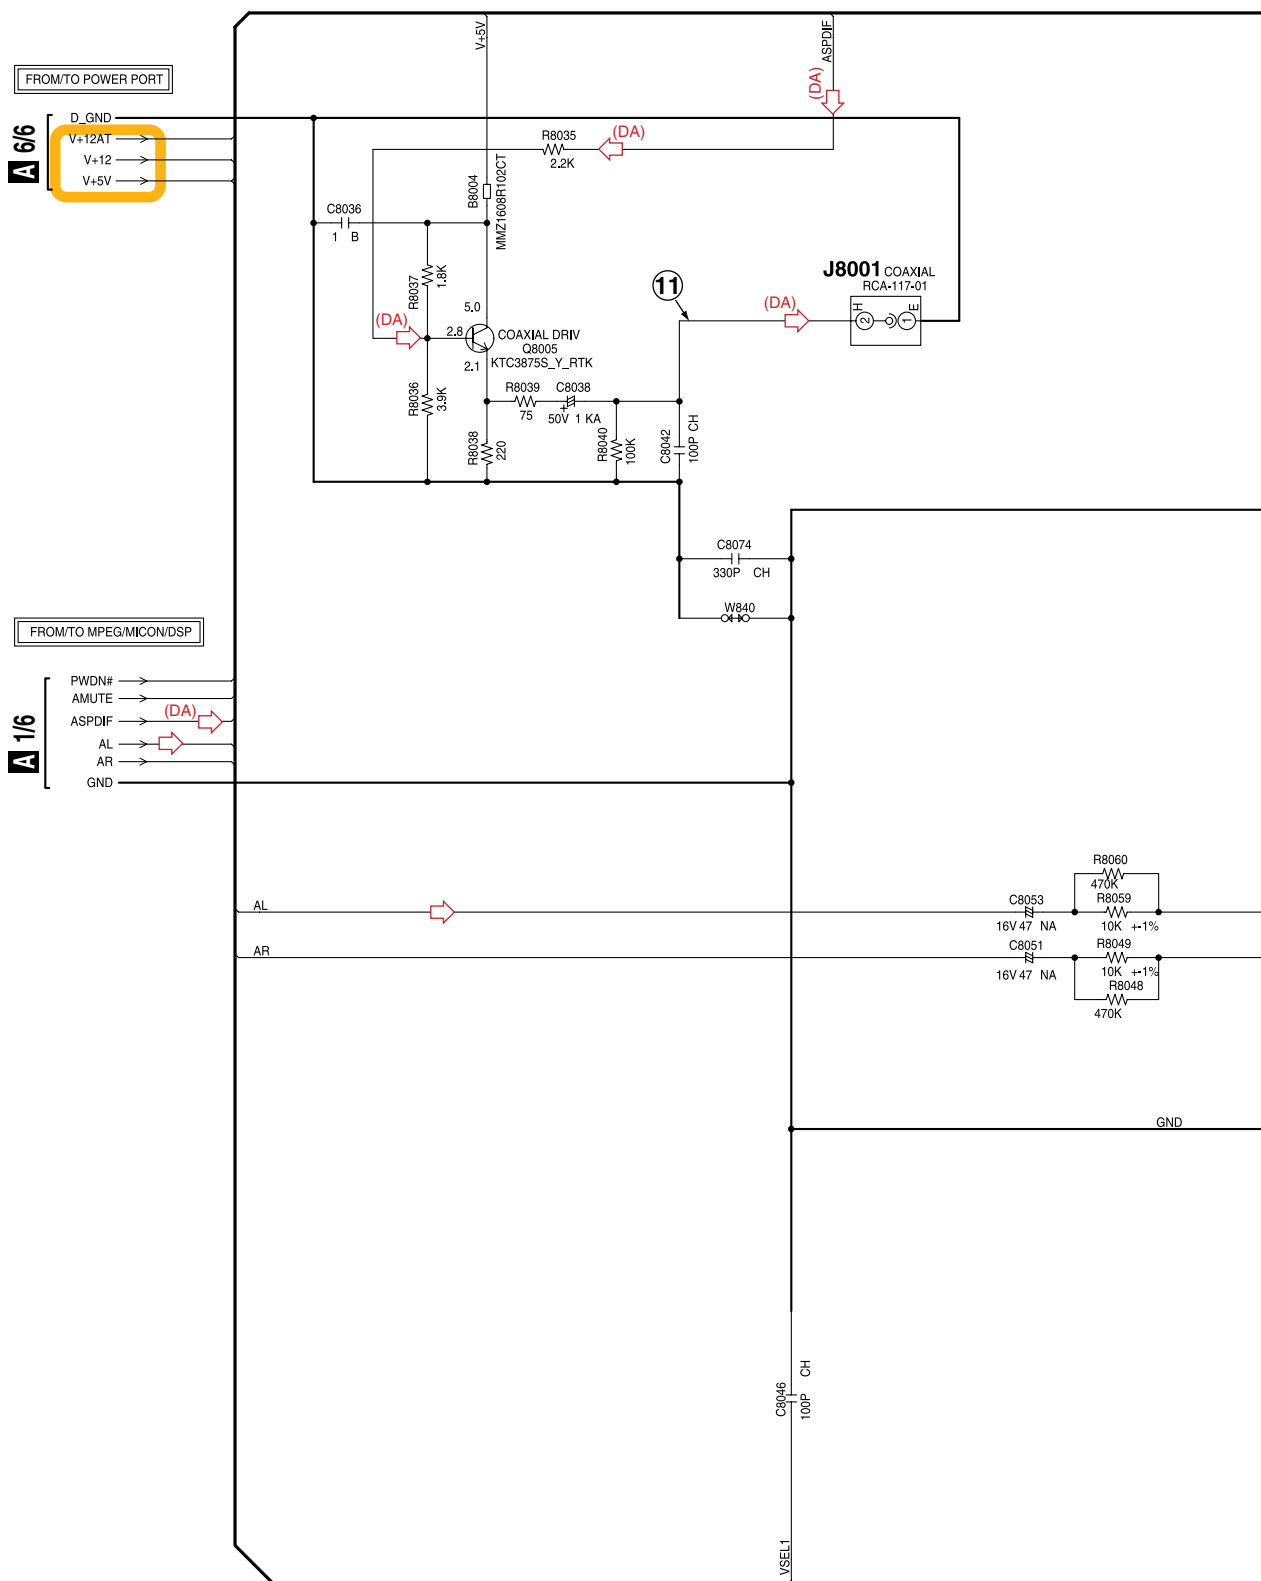 V+5V
ASPDIF
FROM/TO POWER PORT
(DA)
A 6/6
D_GND
V+12AT
V+12
V+5V
R8035
2.2K
(DA)
B8004
MMZ1608R102CT
C8036
1 B
R8037
1.8K
11
J8001 COAXIAL
RCA-117-01
H
2
1
E
(DA)
5.0
(DA)
2.8
COAXIAL DRIV
Q8005
KTC3875S_Y_RTK
2.1
R8036
3.9K
R8039
75
C8038
+
50V 1 KA
R8038
220
R8040
100K
C8042
100P CH
C8074
330P CH
W840
FROM/TO MPEG/MICON/DSP
A 1/6
PWDN#
AMUTE
ASPDIF
(DA)
AL
AR
GND
R8060
470K
AL
C8053
16V 47 NA
R8059
10K +-1%
AR
C8051
16V 47 NA
R8049
10K +-1%
R8048
470K
GND
C8046
100P CH
VSEL1